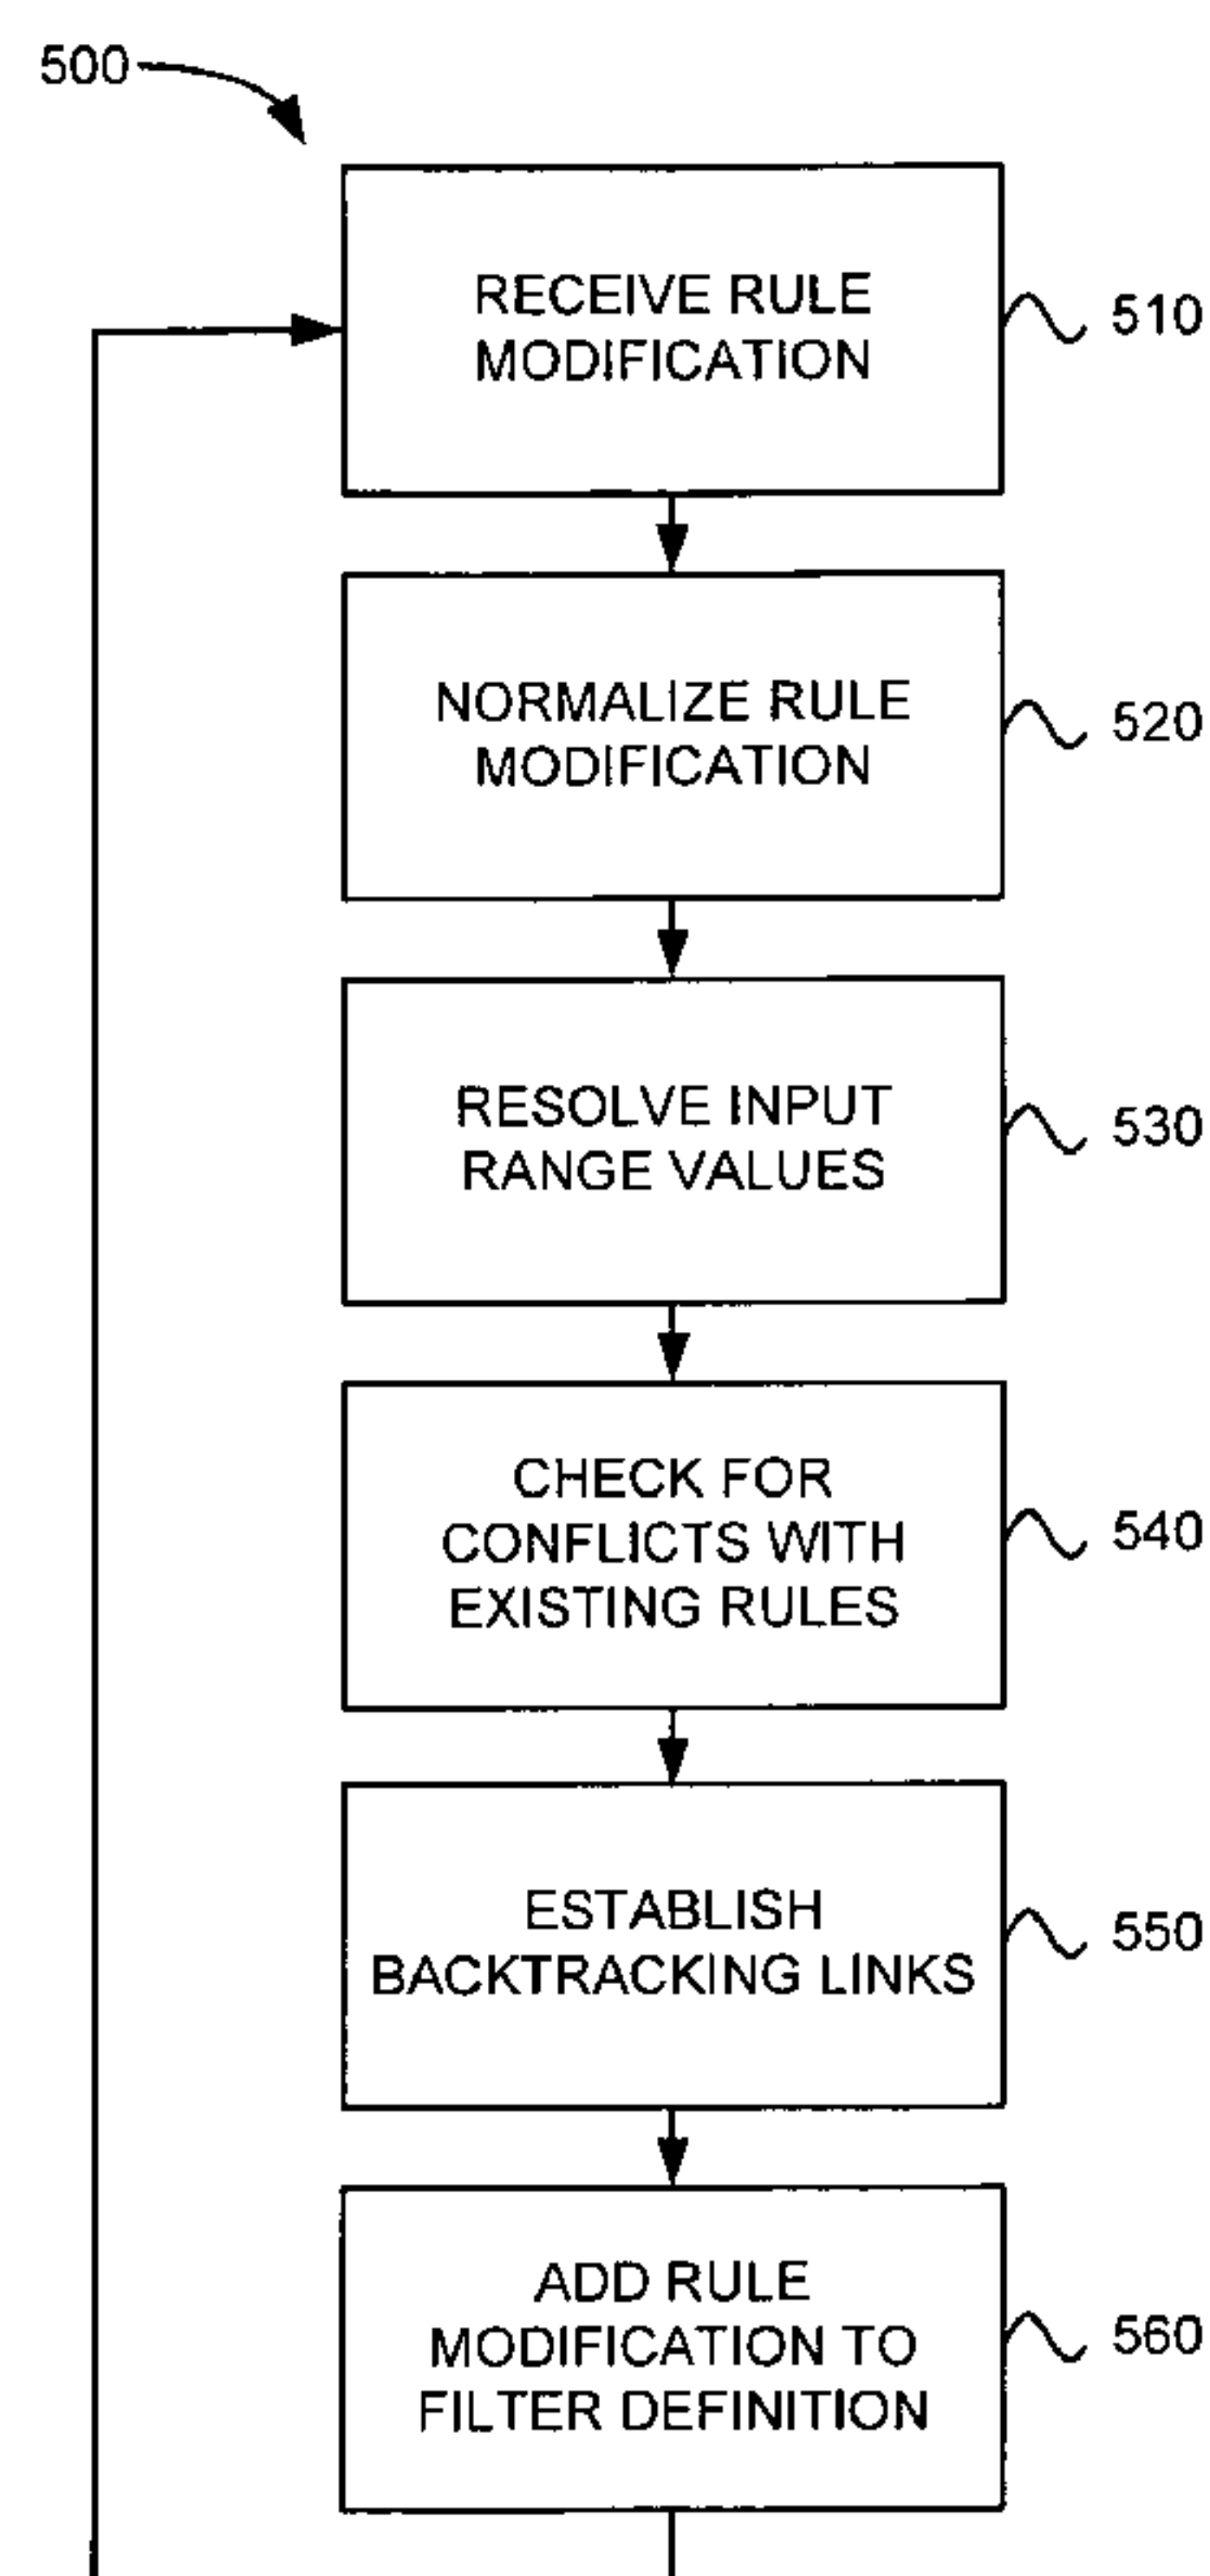 500
RECEIVE RULE
MODIFICATION
510
NORMALIZE RULE
MODIFICATION
520
RESOLVE INPUT
RANGE VALUES
530
CHECK FOR
CONFLICTS WITH
EXISTING RULES
540
ESTABLISH
BACKTRACKING LINKS
550
ADD RULE
MODIFICATION TO
FILTER DEFINITION
560